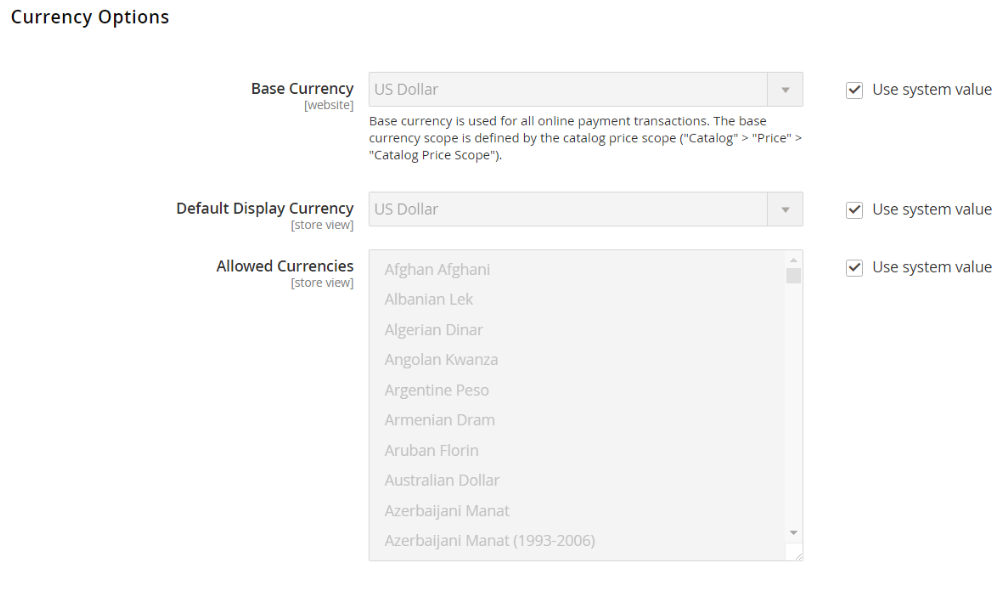 Currency Options
Base Currency
[website]
US Dollar
Use system value
Base currency is used for all online payment transactions. The base
currency scope is defined by the catalog price scope ("Catalog" > "Price" >
"Catalog Price Scope").
Default Display Currency
[store view]
US Dollar
Use system value
Allowed Currencies
[store view]
Afghan Afghani
Albanian Lek
Algerian Dinar
Angolan Kwanza
Argentine Peso
Armenian Dram
Aruban Florin
Australian Dollar
Azerbaijani Manat
Azerbaijani Manat (1993-2006)
Use system value